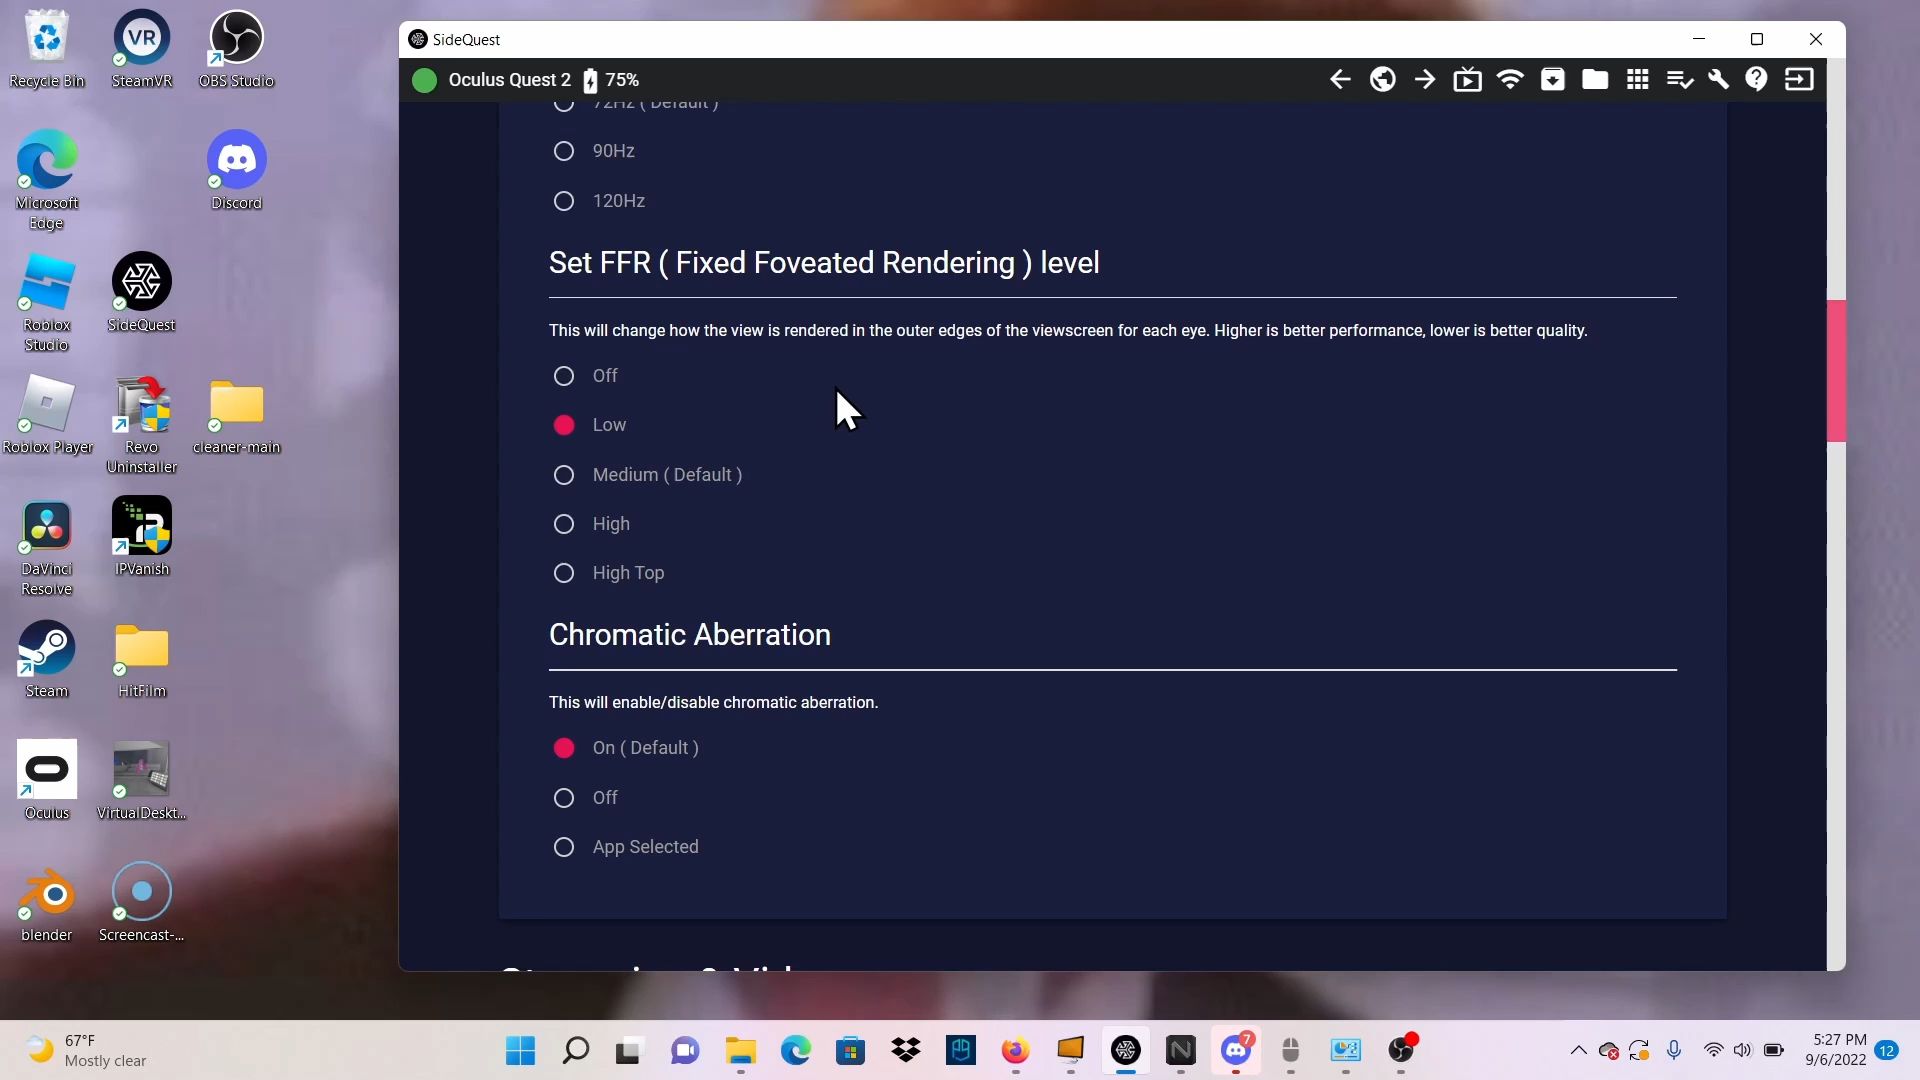 Recycle Bin
SteamVR
OBS Studio
SideQuest
Oculus Quest 2
75%
72Hz ( Default )
90Hz
120Hz
Set FFR ( Fixed Foveated Rendering ) level
This will change how the view is rendered in the outer edges of the viewscreen for each eye. Higher is better performance, lower is better quality.
Off
Low
Medium ( Default )
High
High Top
Chromatic Aberration
This will enable/disable chromatic aberration.
On ( Default )
Off
App Selected
Microsoft
Edge
Discord
Roblox
Studio
SideQuest
Roblox Player
Revo
Uninstaller
cleaner-main
DaVinci
Resolve
IPVanish
Steam
HitFilm
Oculus
VirtualDeskt...
blender
Screencast-...
67°F
Mostly clear
7
5:27 PM
9/6/2022
12